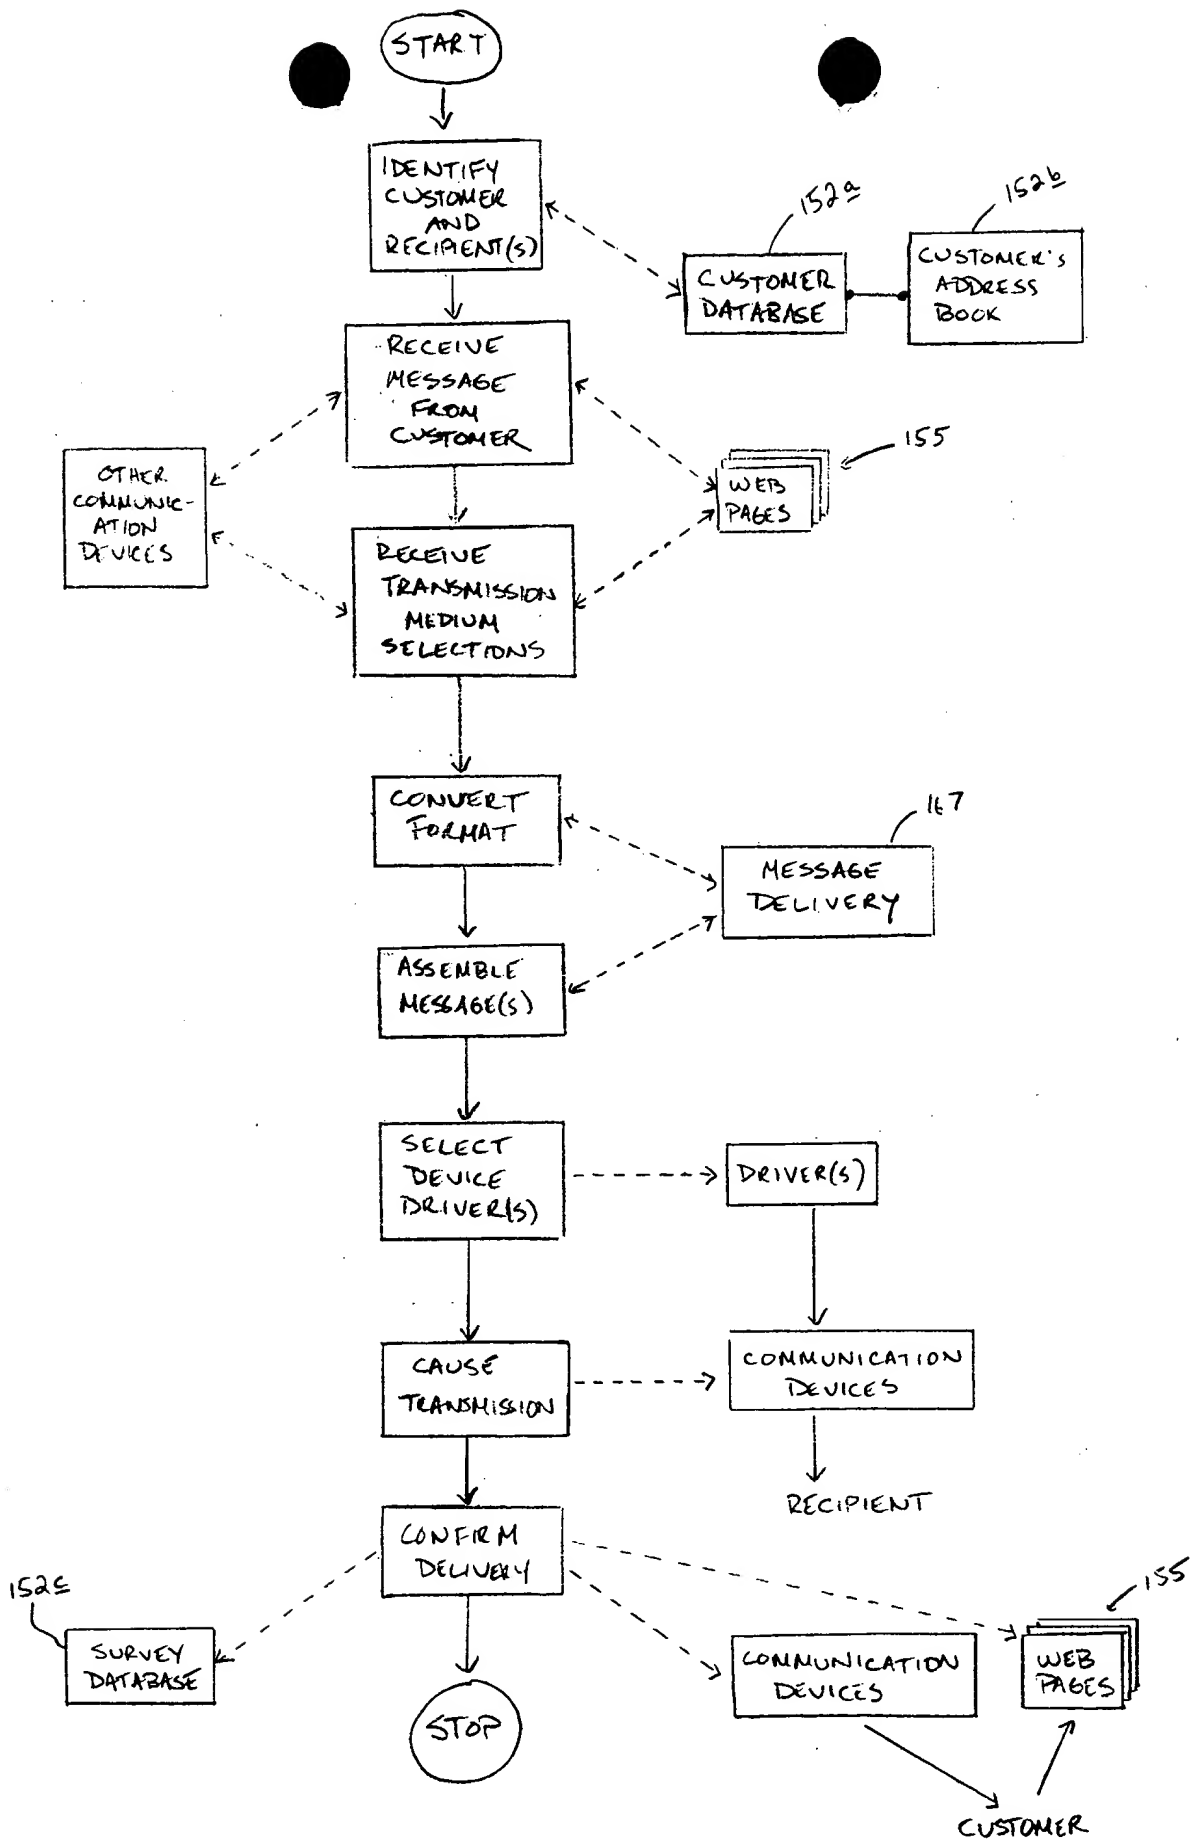 START
IDENTIFY
CUSTOMER
AND
RECIPIENT(S)
152a
152b
CUSTOMER
DATABASE
CUSTOMER'S
ADDRESS
BOOK
RECEIVE
MESSAGE
FROM
CUSTOMER
OTHER
COMMUNIC-
ATION
DEVICES
155
WEB
PAGES
RECEIVE
TRANSMISSION
MEDIUM
SELECTIONS
CONVERT
FORMAT
167
MESSAGE
DELIVERY
ASSEMBLE
MESSAGE(S)
SELECT
DEVICE
DRIVER(S)
DRIVER(S)
CAUSE
TRANSMISSION
COMMUNICATION
DEVICES
RECIPIENT
CONFIRM
DELIVERY
152c
SURVEY
DATABASE
STOP
COMMUNICATION
DEVICES
155
WEB
PAGES
CUSTOMER